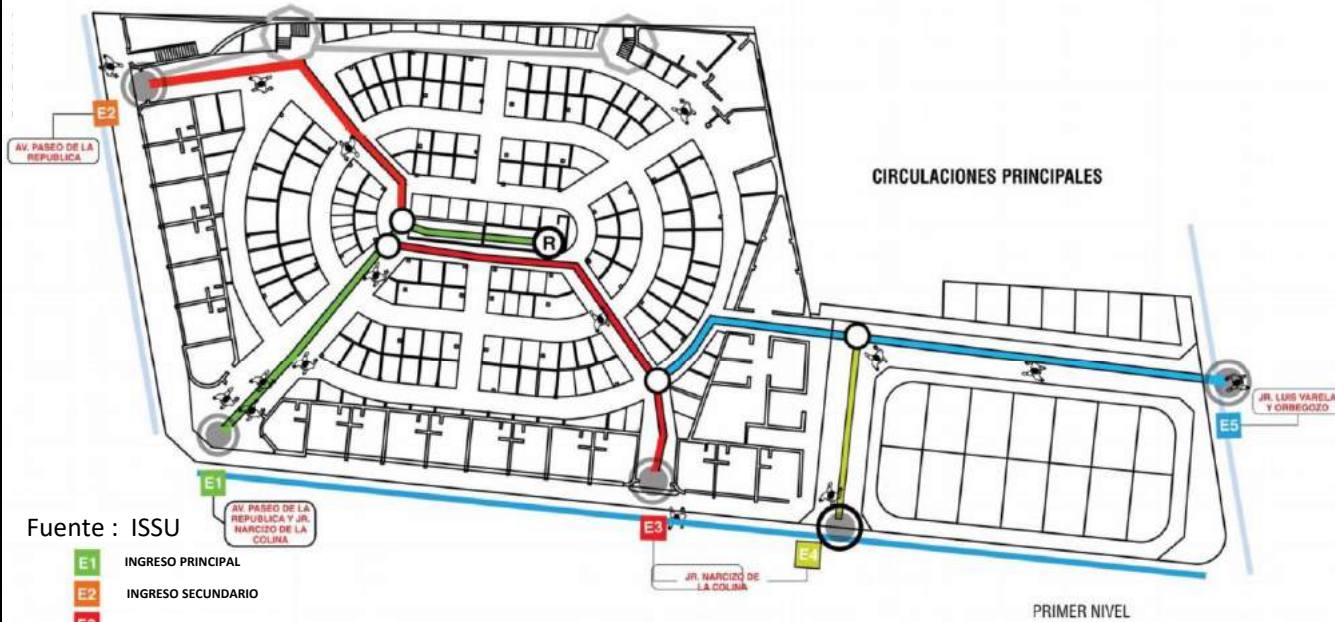 E2
AV. PASEO DE LA
REPUBLICA
CIRCULACIONES PRINCIPALES
R
JR. LUIS VARELA
Y ORBEGOZO
E5
E1
AV. PASEO DE LA
REPUBLICA Y JR.
NARCIZO DE LA
COLINA
E3
E4
JR. NARCIZO DE
LA COLINA
Fuente : ISSU
E1 INGRESO PRINCIPAL
E2 INGRESO SECUNDARIO
PRIMER NIVEL